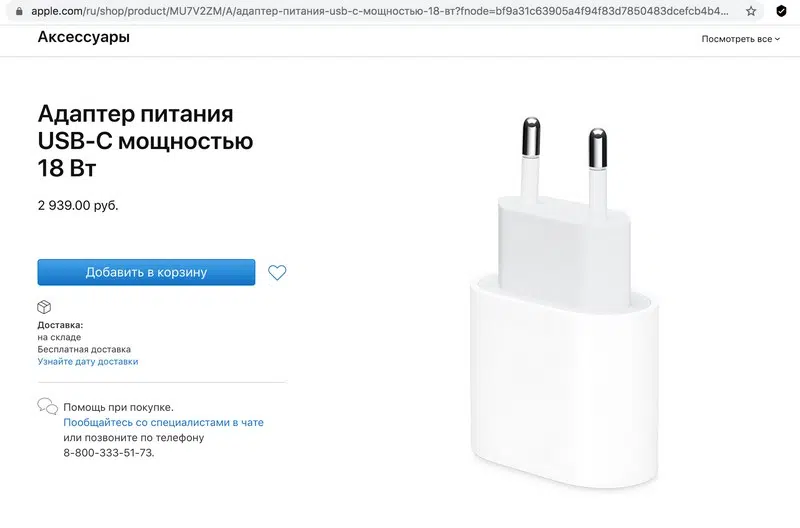 apple.com/ru/shop/product/MU7V2ZM/A/адаптер-питания-usb-c-мощностью-18-вт?fnode=bf9a31c63905a4f94f83d7850483dcefcb4b4...
Аксессуары
Посмотреть все
Адаптер питания
USB-C мощностью
18 Вт
2 939.00 руб.
Добавить в корзину
Доставка:
на складе
Бесплатная доставка
Узнайте дату доставки
Помощь при покупке.
Пообщайтесь со специалистами в чате
или позвоните по телефону
8-800-333-51-73.